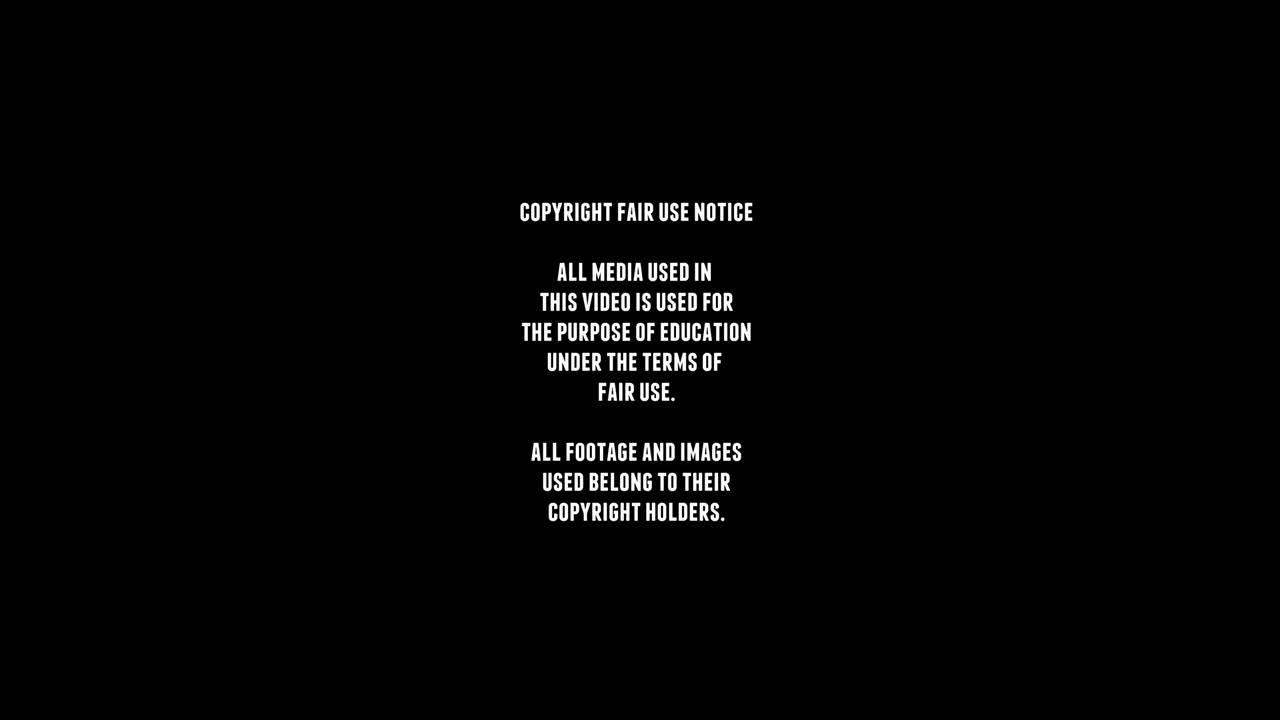 COPYRIGHT FAIR USE NOTICE
ALL MEDIA USED IN
THIS VIDEO IS USED FOR
THE PURPOSE OF EDUCATION
UNDER THE TERMS OF
FAIR USE.
ALL FOOTAGE AND IMAGES
USED BELONG TO THEIR
COPYRIGHT HOLDERS.